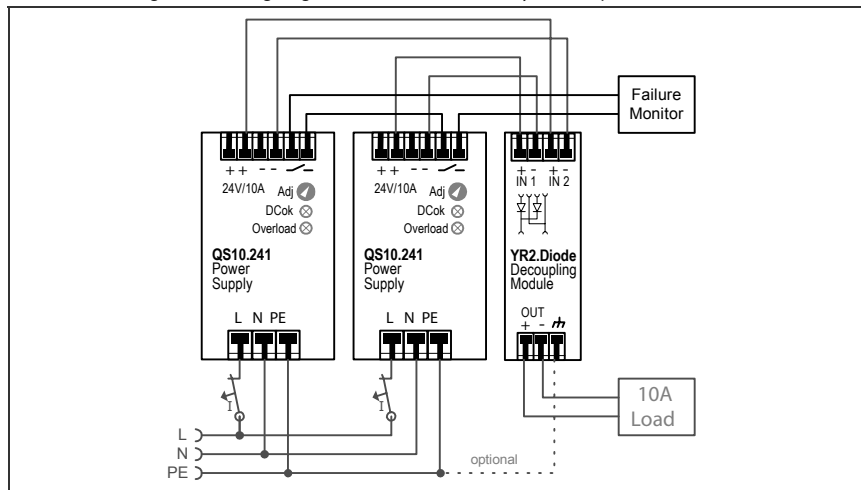 Failure
Monitor
+ + - -
24V/10A
Adj
DCok
Overload
QS10.241
Power
Supply
L N PE
I
+ + - -
24V/10A
Adj
DCok
Overload
QS10.241
Power
Supply
L N PE
I
+ - + -
IN 1 IN 2
YR2.Diode
Decoupling
Module
OUT
+ -
10A
Load
L
N
PE
optional